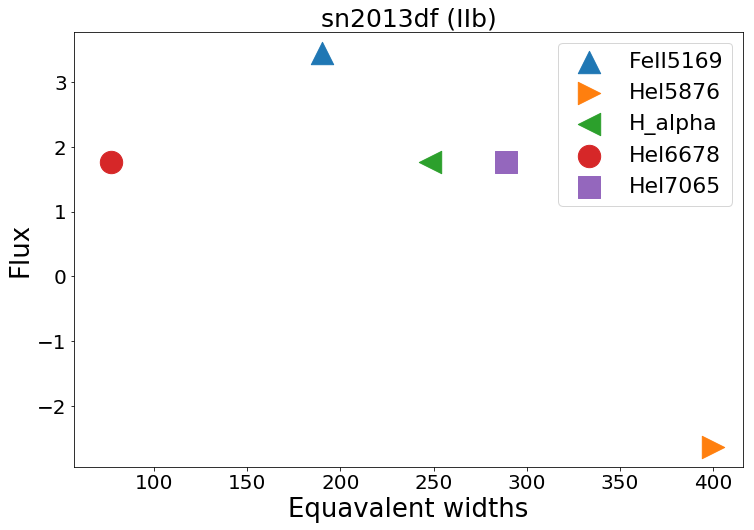 sn2013df (IIb)
FeII5169
HeI5876
H_alpha
HeI6678
HeI7065
3
2
1
0
−1
−2
Flux
100 150 200 250 300 350 400
Equavalent widths